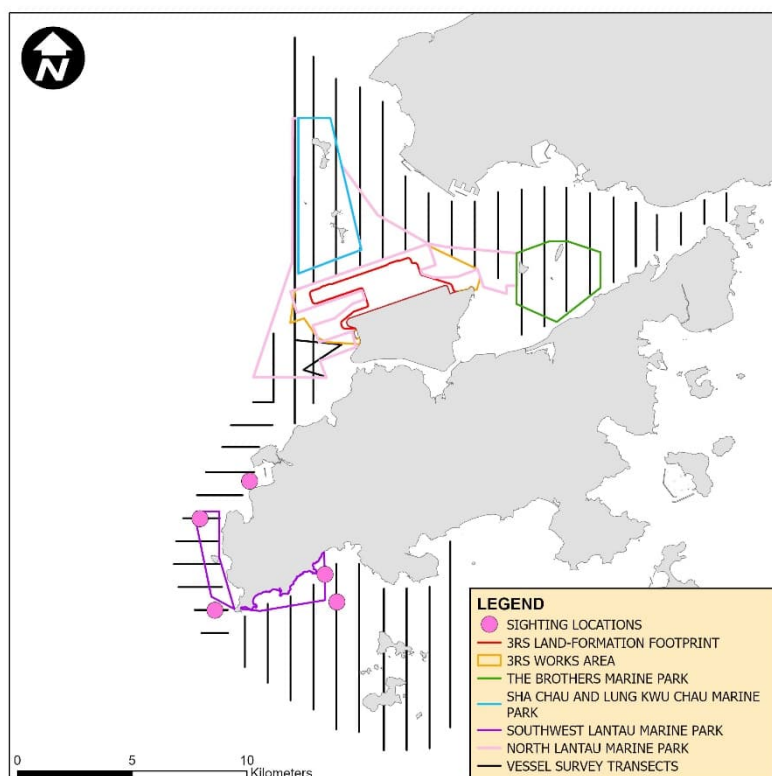 N
LEGEND
SIGHTING LOCATIONS
3RS LAND-FORMATION FOOTPRINT
3RS WORKS AREA
THE BROTHERS MARINE PARK
SHA CHAU AND LUNG KWU CHAU MARINE
PARK
SOUTHWEST LANTAU MARINE PARK
NORTH LANTAU MARINE PARK
VESSEL SURVEY TRANSECTS
0 5 10
Kilometers